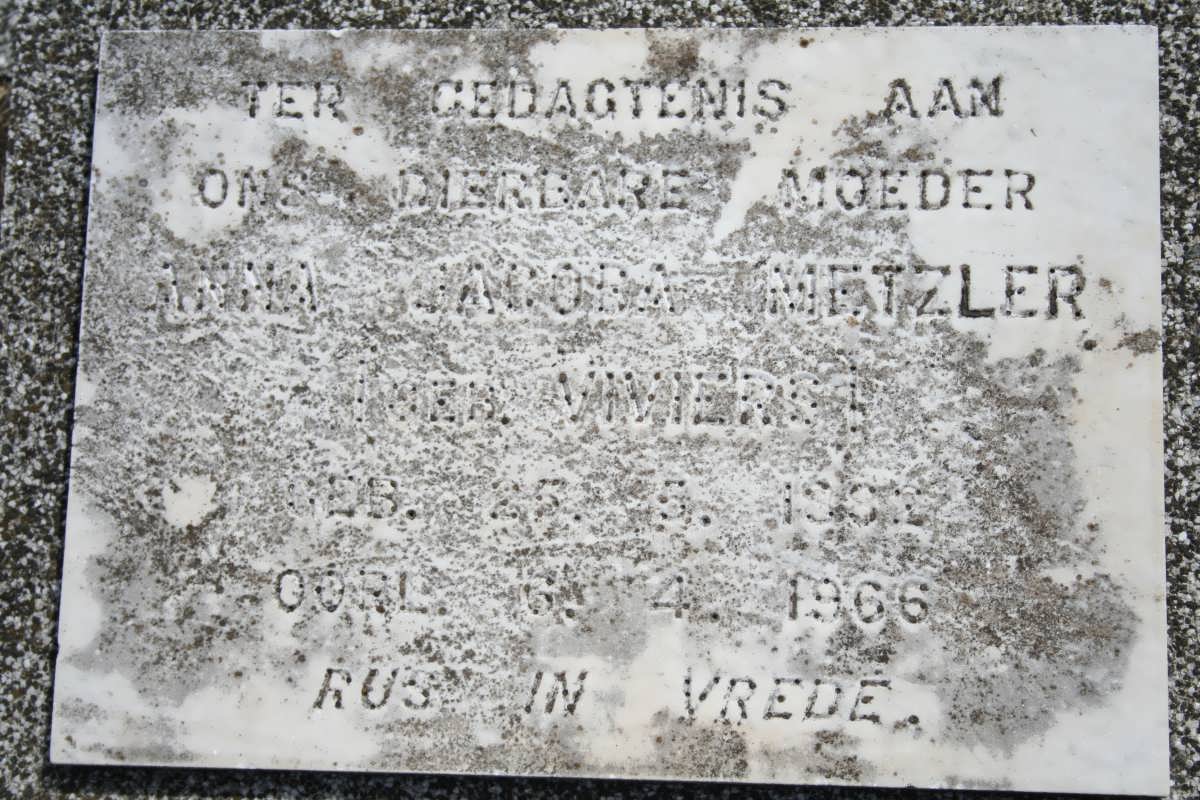 TER GEDAGTENIS AAN
ONS DIERBARE MOEDER
ANNA JACOBA METZLER
(GEB. VIVIERS)
GEB.
OORL. 6. 4. 1966
RUS IN VREDE.